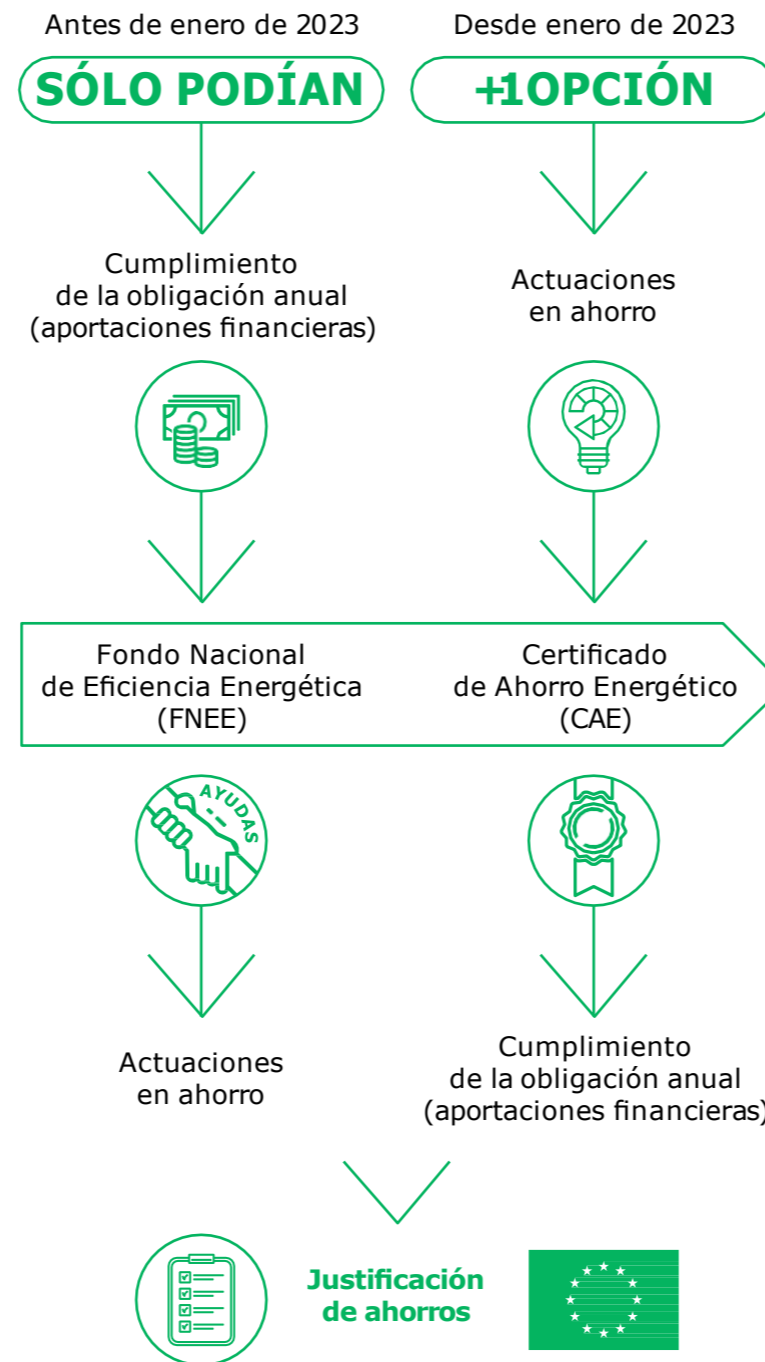 Antes de enero de 2023
SÓLO PODÍAN
Cumplimiento
de la obligación anual
(aportaciones financieras)
Fondo Nacional
de Eficiencia Energética
(FNEE)
AYUDAS
Actuaciones
en ahorro
Desde enero de 2023
+1OPCIÓN
Actuaciones
en ahorro
Certificado
de Ahorro Energético
(CAE)
Cumplimiento
de la obligación anual
(aportaciones financieras)
Justificación
de ahorros